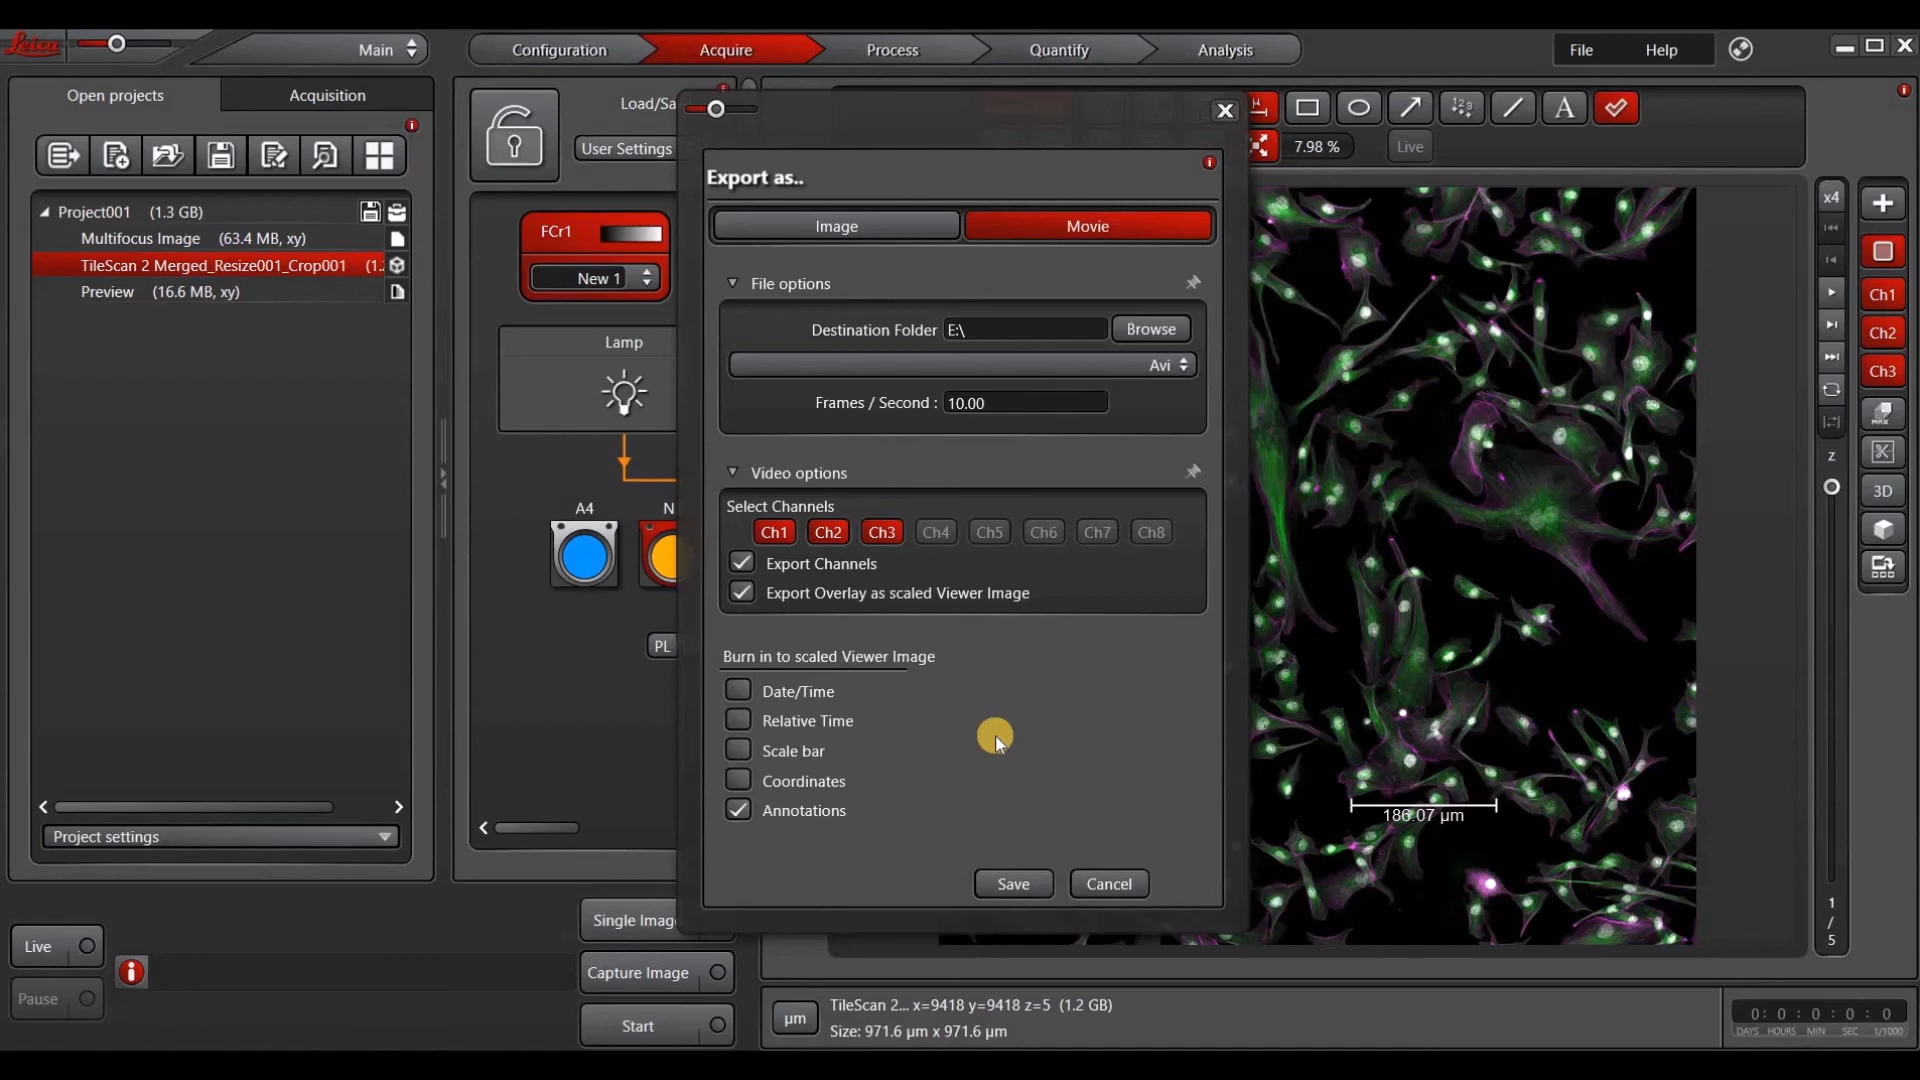 Leica
Main
Configuration
Acquire
Process
Quantify
Analysis
File
Help
Open projects
Acquisition
Project001 (1.3 GB)
Multifocus Image (63.4 MB, xy)
TileScan 2 Merged_Resize001_Crop001 (1.
Preview (16.6 MB, xy)
Project settings
Load/Sa
User Settings
FCr1
New 1
Lamp
A4
N
PL
Export as..
Image
Movie
File options
Destination Folder E:\
Browse
Avi
Frames / Second : 10.00
Video options
Select Channels
Ch1 Ch2 Ch3 Ch4 Ch5 Ch6 Ch7 Ch8
Export Channels
Export Overlay as scaled Viewer Image
Burn in to scaled Viewer Image
Date/Time
Relative Time
Scale bar
Coordinates
Annotations
Save
Cancel
A
7.98 %
Live
186.07 µm
x4
z
1
/
5
Ch1
Ch2
Ch3
MAX
3D
Live
Pause
Single Imag
Capture Image
Start
µm
TileScan 2... x=9418 y=9418 z=5 (1.2 GB)
Size: 971.6 µm x 971.6 µm
0: 0 : 0 : 0 : 0
DAYS HOURS MIN SEC 1/1000